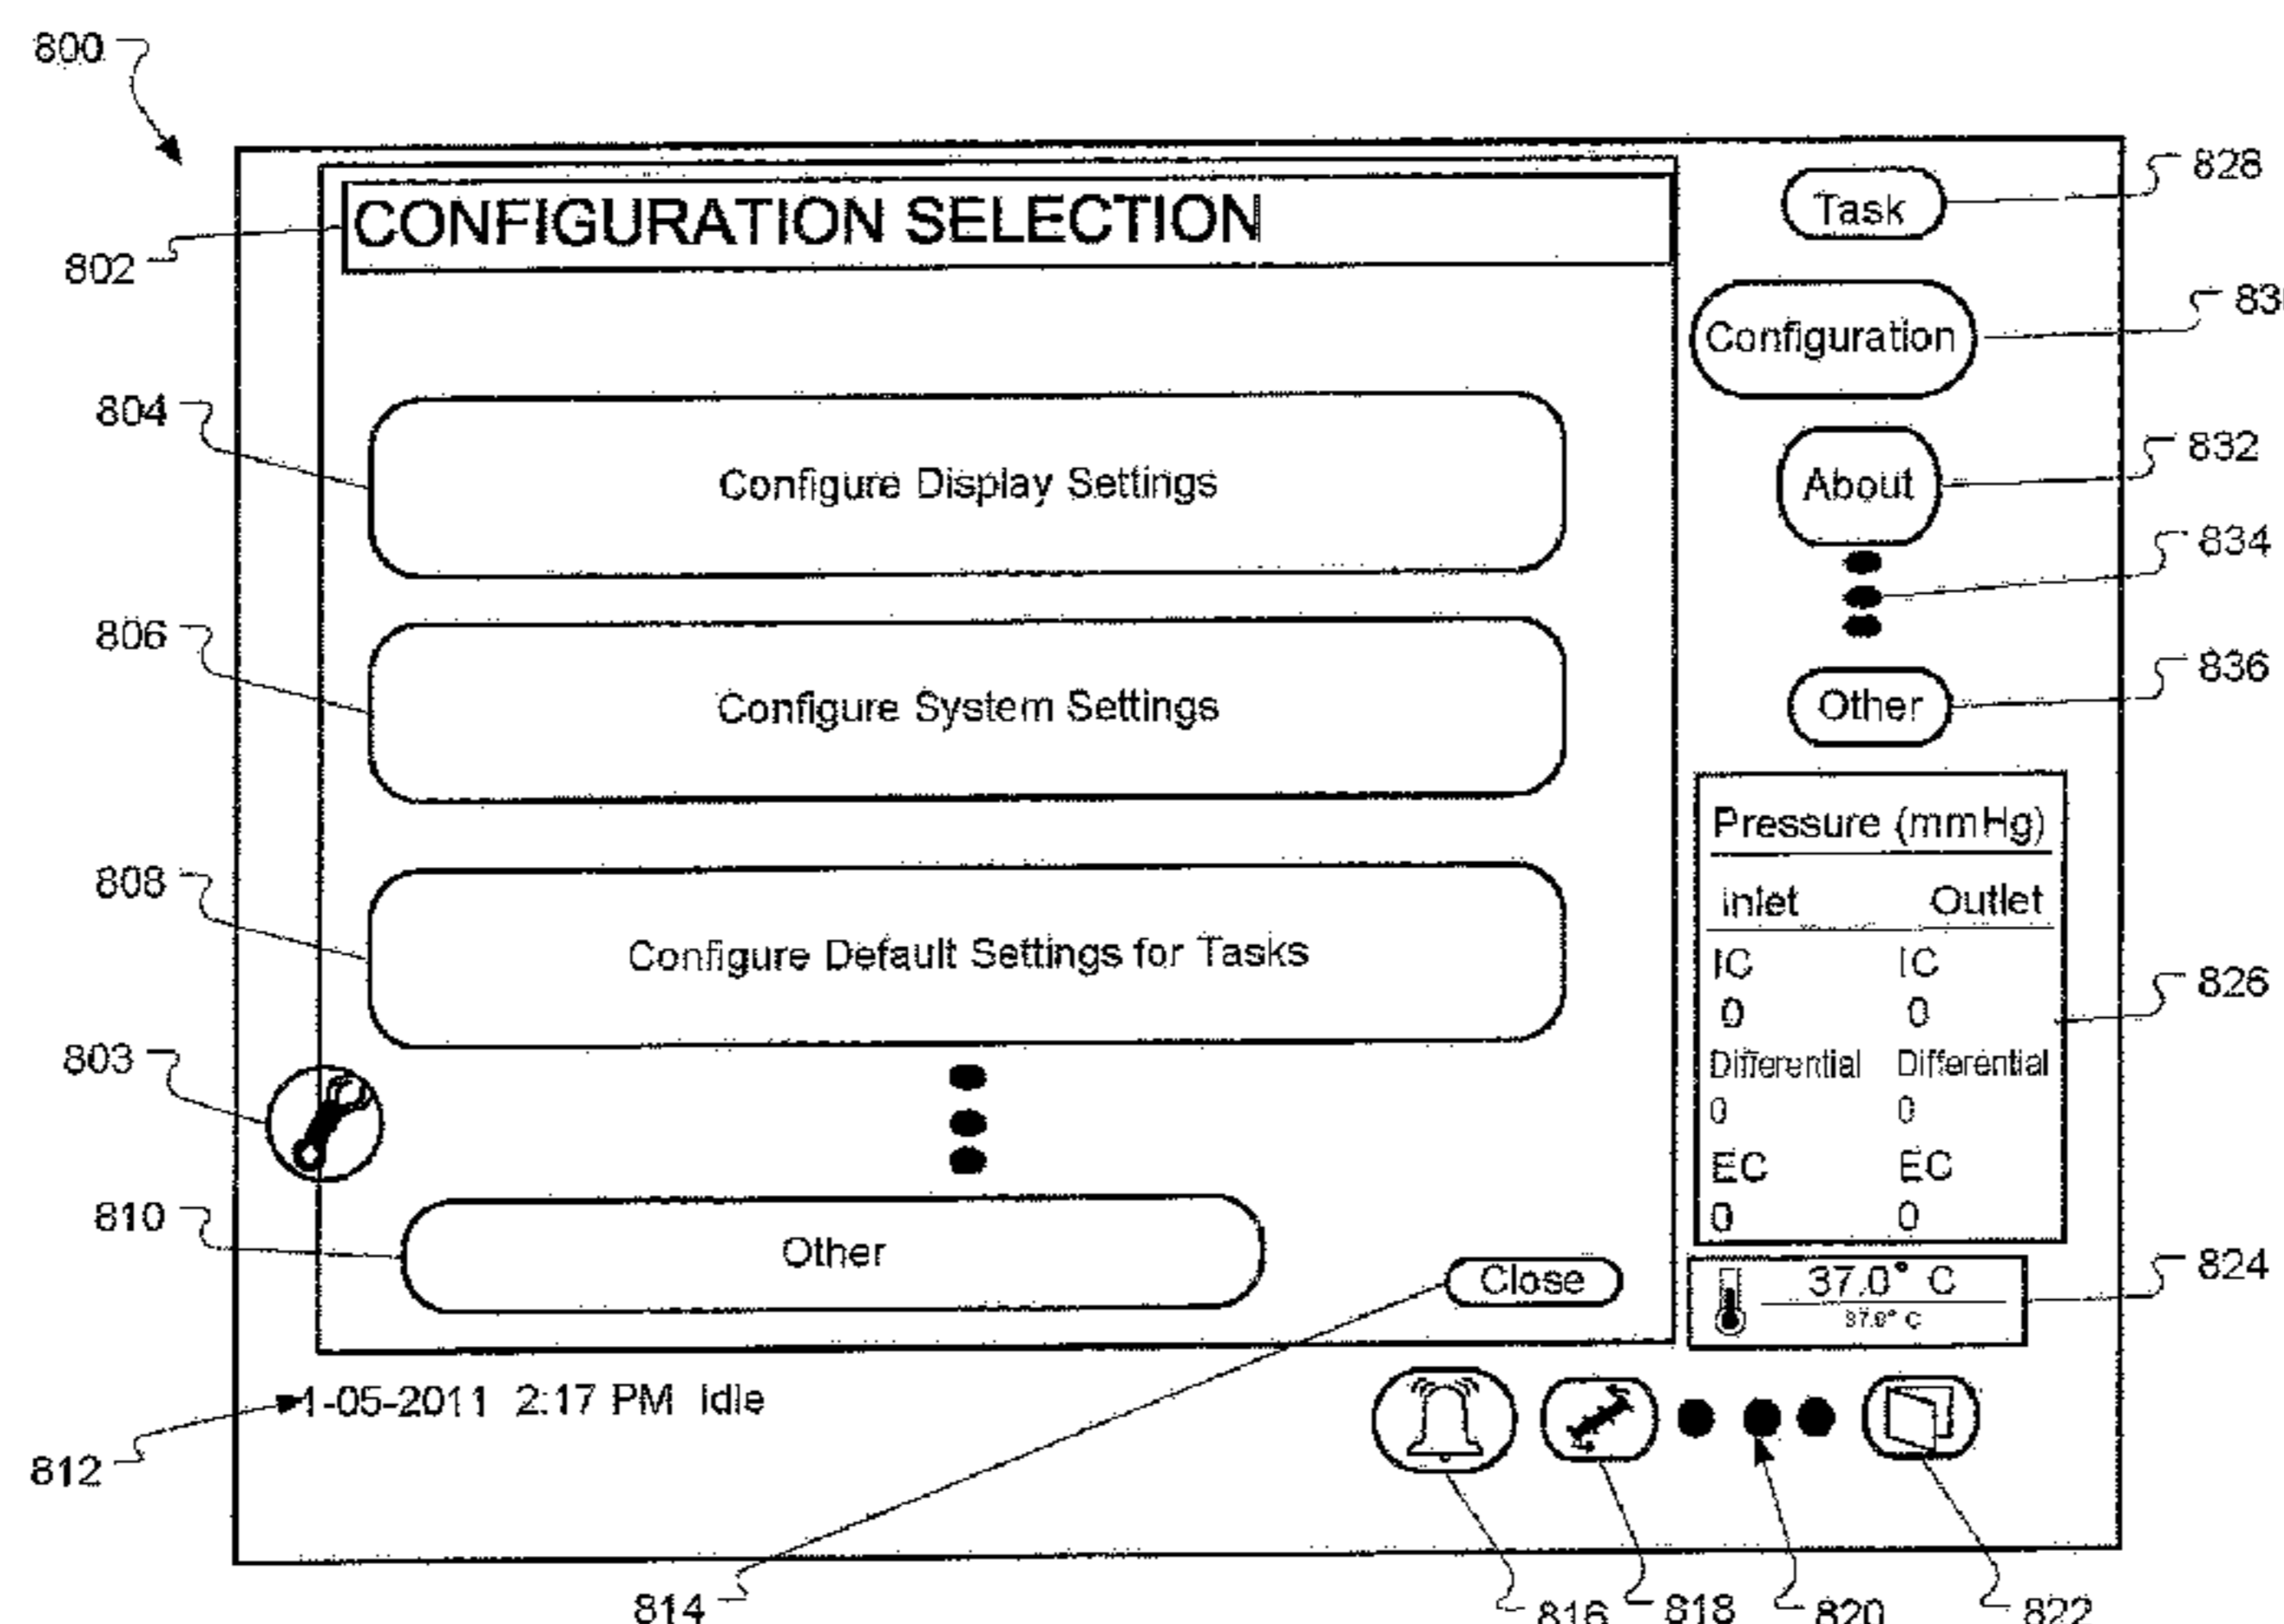 800
828
Task
CONFIGURATION SELECTION
802
Configuration
804
832
About
Configure Display Settings
834
806
836
Other
Configure System Settings
Pressure (mmHg)
808
Inlet Outlet
Configure Default Settings for Tasks
IC IC
826
0 0
803
Differential Differential
0 0
EC EC
810
0 0
Other
824
Close
37.0° C
1-05-2011 2:17 PM Idle
812
814
816
818
820
822